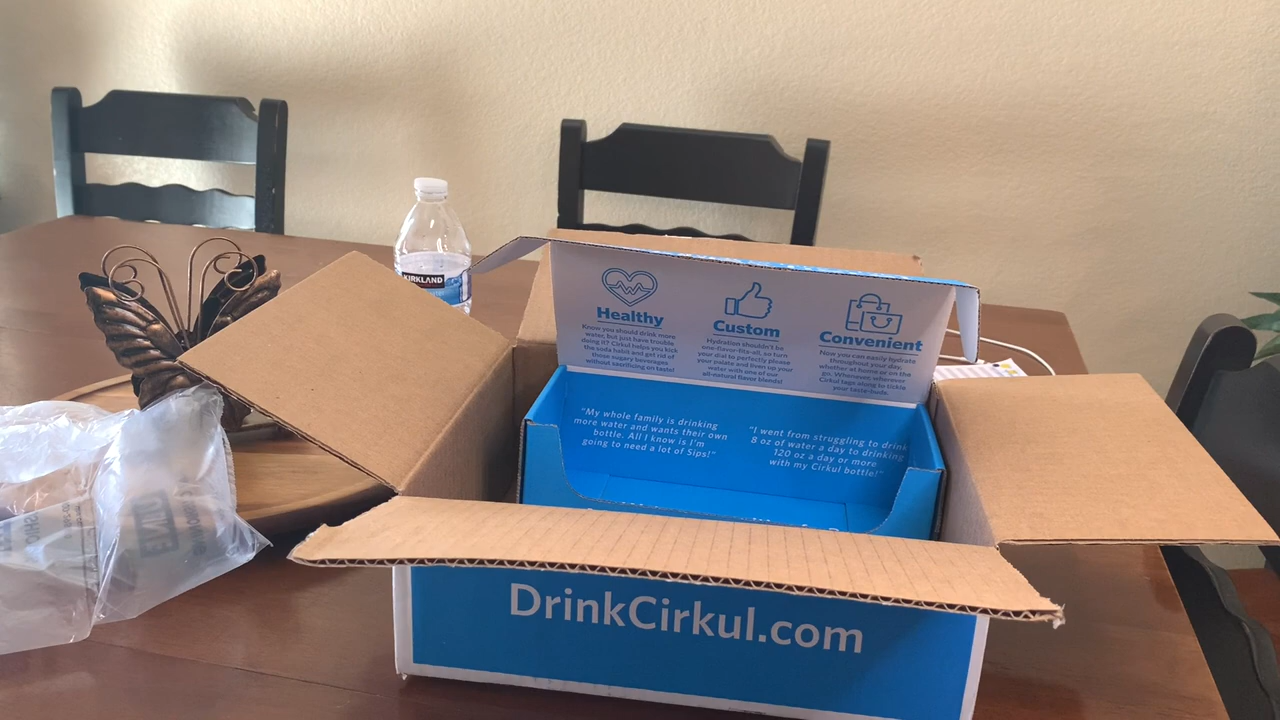 KIRKLAND
Healthy
Know you should drink more
water, but just have trouble
doing it? Cirkul helps you kick
the soda habit and get rid of
those sugary beverages
without sacrificing on taste!
Custom
Hydration shouldn't be
one-flavor-fits-all, so turn
your dial to perfectly please
your palate and liven up your
water with one of our
all-natural flavor blends!
Convenient
Now you can easily hydrate
throughout your day,
whether at home or on the
go. Whenever, wherever
Cirkul tags along to tickle
your taste-buds.
"My whole family is drinking
more water and wants their own
bottle. All I know is I'm
going to need a lot of Sips!"
"I went from struggling to drink
8 oz of water a day to drinking
120 oz a day or more
with my Cirkul bottle!"
DrinkCirkul.com